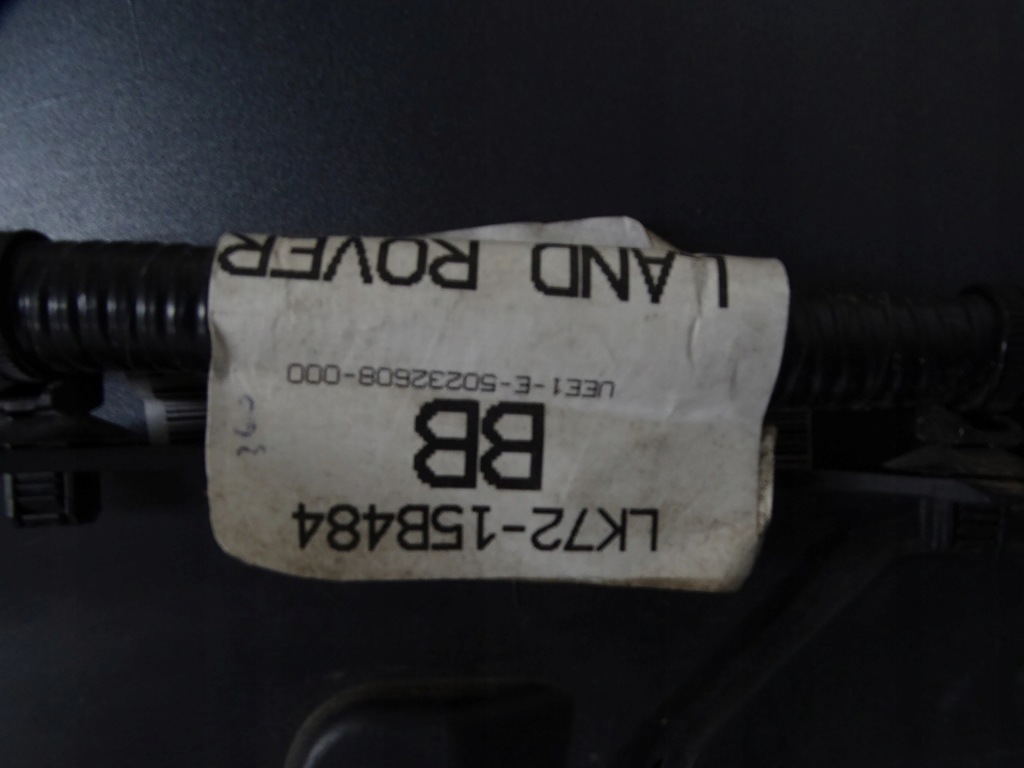 LK72-15B484
BB
UEE1-E-50232608-000
LAND ROVER